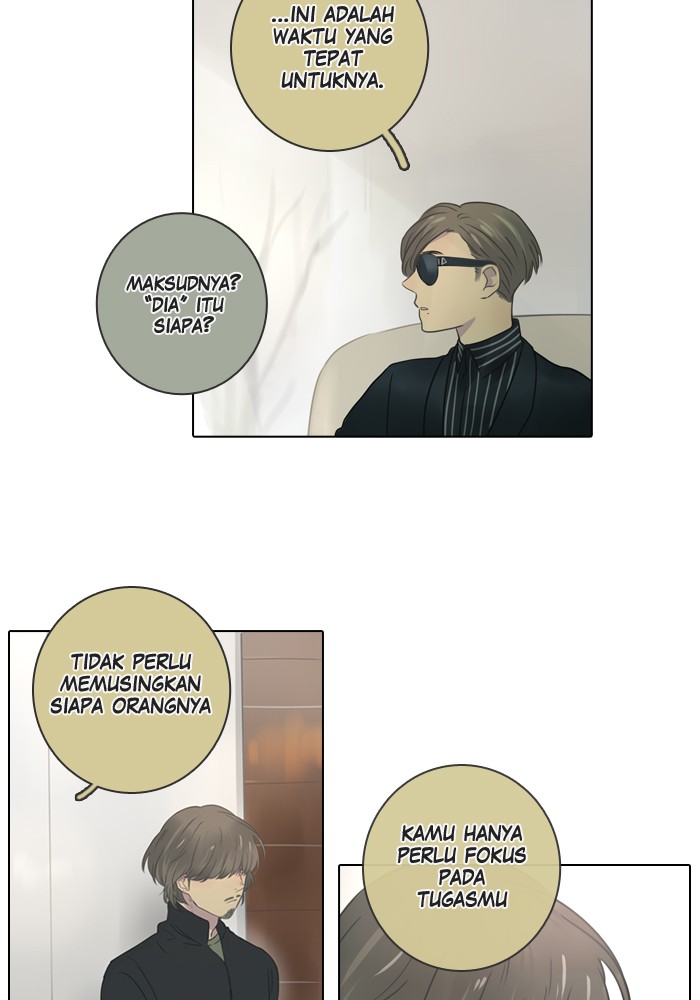 ...INI ADALAH
WAKTU YANG
TEPAT
UNTUKNYA.
MAKSUDNYA?
"DIA" ITU
SIAPA?
TIDAK PERLU
MEMUSINGKAN
SIAPA ORANGNYA
KAMU HANYA
PERLU FOKUS
PADA
TUGASMU